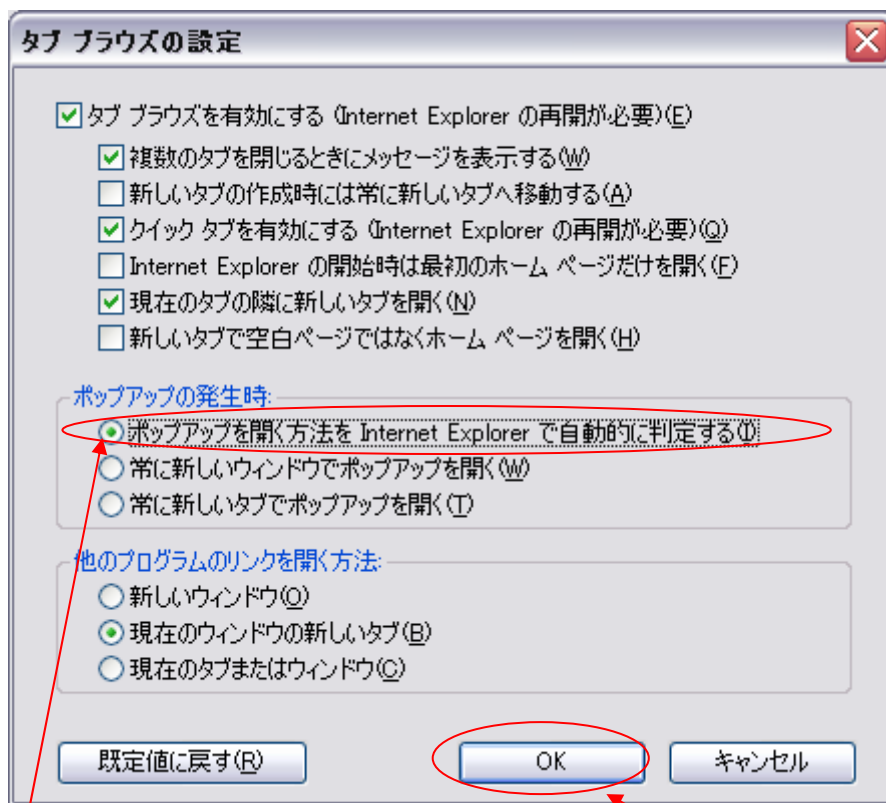 タブ ブラウズの設定
タブ ブラウズを有効にする (Internet Explorer の再開が必要)(E)
複数のタブを閉じるときにメッセージを表示する(W)
新しいタブの作成時には常に新しいタブへ移動する(A)
クイック タブを有効にする (Internet Explorer の再開が必要)(Q)
Internet Explorer の開始時は最初のホーム ページだけを開く(F)
現在のタブの隣に新しいタブを開く(N)
新しいタブで空白ページではなくホーム ページを開く(H)
ポップアップの発生時:
ポップアップを開く方法を Internet Explorer で自動的に判定する(I)
常に新しいウィンドウでポップアップを開く(W)
常に新しいタブでポップアップを開く(T)
他のプログラムのリンクを開く方法:
新しいウィンドウ(O)
現在のウィンドウの新しいタブ(B)
現在のタブまたはウィンドウ(C)
既定値に戻す(R) OK キャンセル